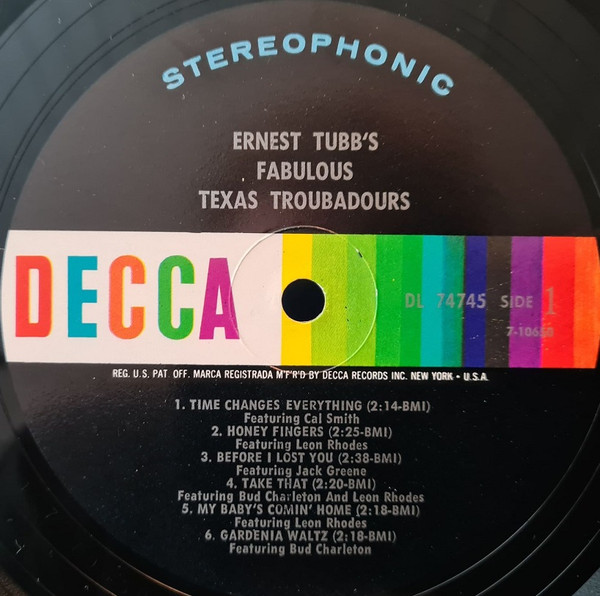 STEREOPHONIC
ERNEST TUBB'S
FABULOUS
TEXAS TROUBADOURS
DECCA
DL 74745 SIDE 1
7-10650
REG. U.S. PAT. OFF. MARCA REGISTRADA M'F'R'D BY DECCA RECORDS INC. NEW YORK • U.S.A.
1. TIME CHANGES EVERYTHING (2:14-BMI)
Featuring Cal Smith
2. HONEY FINGERS (2:25-BMI)
Featuring Leon Rhodes
3. BEFORE I LOST YOU (2:38-BMI)
Featuring Jack Greene
4. TAKE THAT (2:20-BMI)
Featuring Bud Charleton And Leon Rhodes
5. MY BABY'S COMIN' HOME (2:18-BMI)
Featuring Leon Rhodes
6. GARDENIA WALTZ (2:18-BMI)
Featuring Bud Charleton